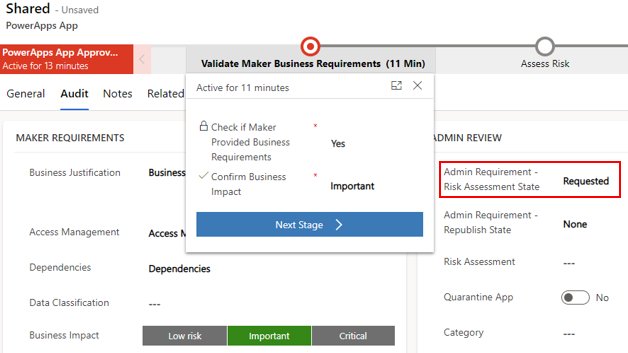 Shared - Unsaved
PowerApps App
PowerApps App Approv...
Active for 13 minutes
Validate Maker Business Requirements (11 Min)
Assess Risk
General Audit Notes Related
Active for 11 minutes
Check if Maker
Provided Business
Requirements
*
Yes
Confirm Business
Impact
*
Important
Next Stage
MAKER REQUIREMENTS
Business Justification
Business
Access Management
Access M
Dependencies
Dependencies
Data Classification
---
Business Impact
Low risk Important Critical
ADMIN REVIEW
Admin Requirement -
Risk Assessment State
Requested
Admin Requirement -
Republish State
None
Risk Assessment
---
Quarantine App
No
Category
---